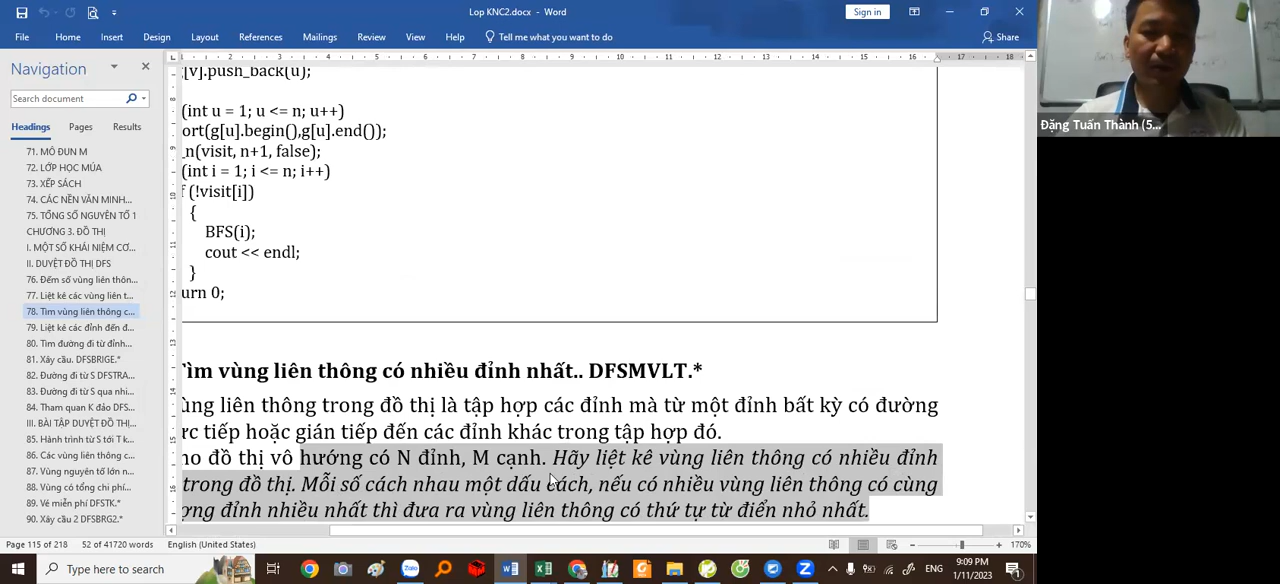 Lop KNC2.docx - Word
Sign in
File Home Insert Design Layout References Mailings Review View Help Tell me what you want to do Share
Navigation
Search document
Headings Pages Results
71. MÔ ĐUN M
72. LỚP HỌC MÚA
73. XẾP SÁCH
74. CÁC NỀN VĂN MINH...
75. TỔNG SỐ NGUYÊN TỐ 1
CHƯƠNG 3. ĐỒ THỊ
I. MỘT SỐ KHÁI NIỆM CƠ...
II. DUYỆT ĐỒ THỊ DFS
76. Đếm số vùng liên thôn...
77. Liệt kê các vùng liên t...
78. Tìm vùng liên thông c...
79. Liệt kê các đỉnh đến đ...
80. Tìm đường đi từ đỉnh...
81. Xây cầu. DFSBRIGE.*
82. Đường đi từ S DFSTRA...
83. Đường đi từ S qua nhi...
84. Tham quan K đảo DFS...
III. BÀI TẬP DUYỆT ĐỒ THỊ...
85. Hành trình từ S tới T k...
86. Vùng nguyên tố lớn n...
87. Vùng có tổng chi phí...
89. Vé miễn phí DFSTK.*
90. Xây cầu 2 DFSBRG2.*
[v].push_back(u);
(int u = 1; u <= n; u++)
ort(g[u].begin(),g[u].end());
_n(visit, n+1, false);
(int i = 1; i <= n; i++)
f (!visit[i])
{
BFS(i);
cout << endl;
}
urn 0;
Tìm vùng liên thông có nhiều đỉnh nhất.. DFSMVLT.*
ùng liên thông trong đồ thị là tập hợp các đỉnh mà từ một đỉnh bất kỳ có đường
ực tiếp hoặc gián tiếp đến các đỉnh khác trong tập hợp đó.
ho đồ thị vô hướng có N đỉnh, M cạnh. Hãy liệt kê vùng liên thông có nhiều đỉnh
trong đồ thị. Mỗi số cách nhau một dấu cách, nếu có nhiều vùng liên thông có cùng
ợng đỉnh nhiều nhất thì đưa ra vùng liên thông có thứ tự từ điển nhỏ nhất.
Page 115 of 218 52 of 41720 words English (United States) 170%
Type here to search
ENG
9:09 PM
1/11/2023
Đặng Tuấn Thành (5...